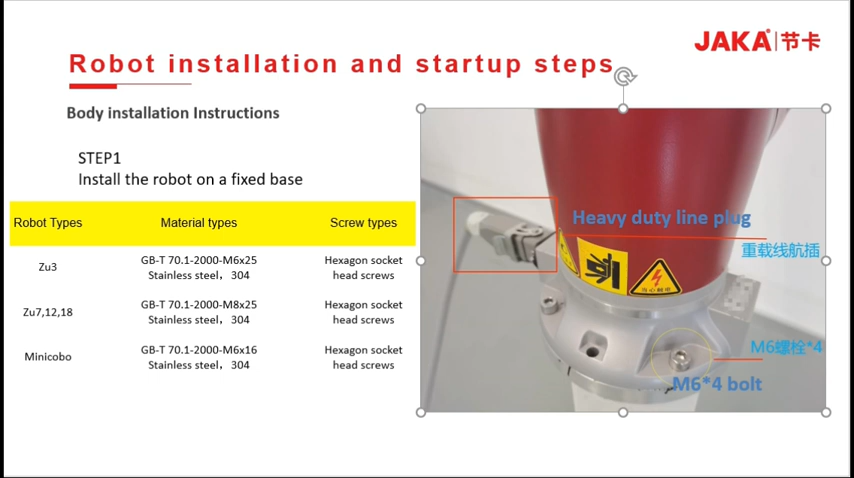 JAKA 节卡
Robot installation and startup steps
Body installation Instructions
STEP1
Install the robot on a fixed base
Robot Types Material types Screw types
Zu3 GB-T 70.1-2000-M6x25 Hexagon socket
Stainless steel，304 head screws
Zu7,12,18 GB-T 70.1-2000-M8x25 Hexagon socket
Stainless steel，304 head screws
Minicobo GB-T 70.1-2000-M6x16 Hexagon socket
Stainless steel，304 head screws
Heavy duty line plug
重载线航插
M6螺栓*4
M6*4 bolt